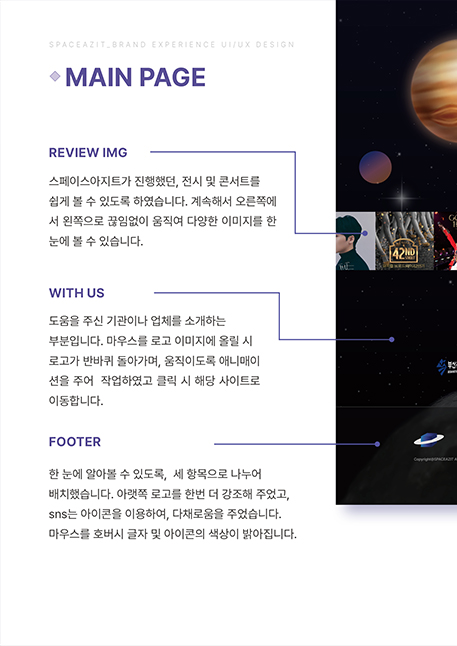 SPACEAZIT_BRAND EXPERIENCE UI/UX DESIGN
MAIN PAGE
REVIEW IMG
스페이스아지트가 진행했던, 전시 및 콘서트를
쉽게 볼 수 있도록 하였습니다. 계속해서 오른쪽에
서 왼쪽으로 끊임없이 움직여 다양한 이미지를 한
눈에 볼 수 있습니다.
42ND
STREET
WITH US
도움을 주신 기관이나 업체를 소개하는
부분입니다. 마우스를 로고 이미지에 올릴 시
로고가 반바퀴 돌아가며, 움직이도록 애니매이
션을 주어 작업하였고 클릭 시 해당 사이트로
이동합니다.
FOOTER
한 눈에 알아볼 수 있도록, 세 항목으로 나누어
배치했습니다. 아랫쪽 로고를 한번 더 강조해 주었고,
sns는 아이콘을 이용하여, 다채로움을 주었습니다.
마우스를 호버시 글자 및 아이콘의 색상이 밝아집니다.